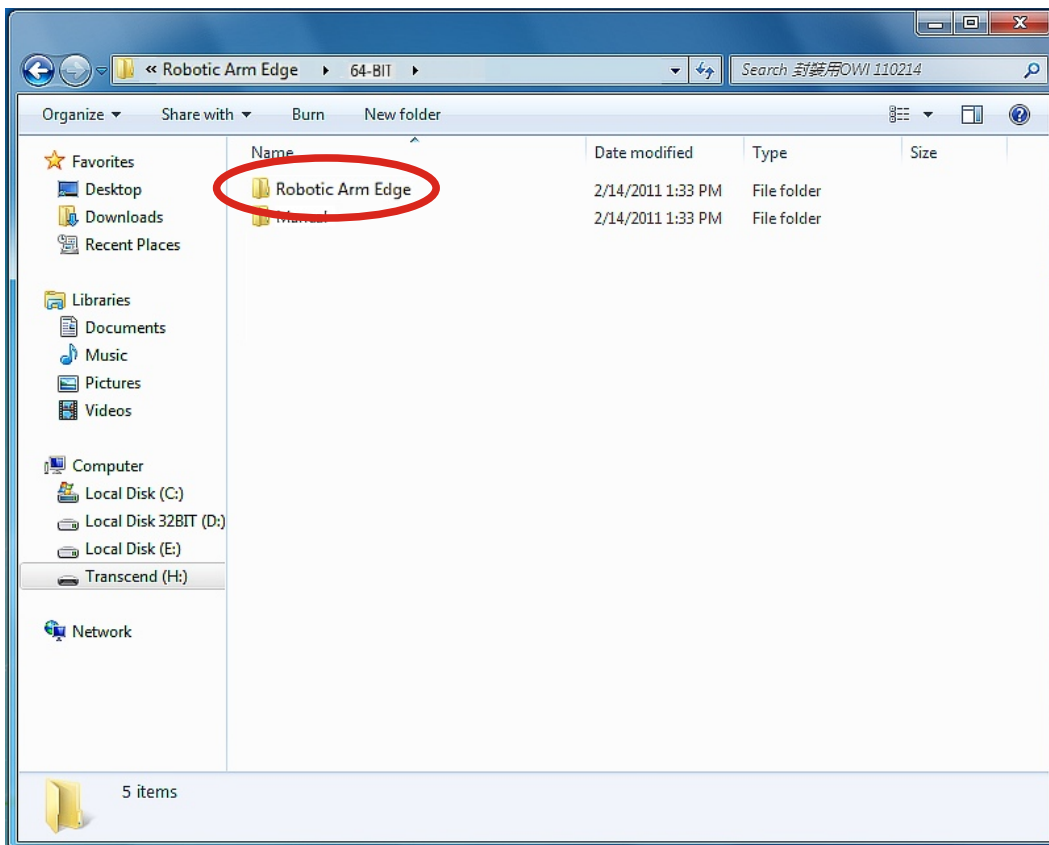 « Robotic Arm Edge 64-BIT Search 封裝用OWI 110214
Organize Share with Burn New folder
Name Date modified Type Size
Favorites
Desktop
Downloads
Recent Places
Libraries
Documents
Music
Pictures
Videos
Computer
Local Disk (C:)
Local Disk 32BIT (D:)
Local Disk (E:)
Transcend (H:)
Network
Robotic Arm Edge 2/14/2011 1:33 PM File folder
Manual 2/14/2011 1:33 PM File folder
5 items